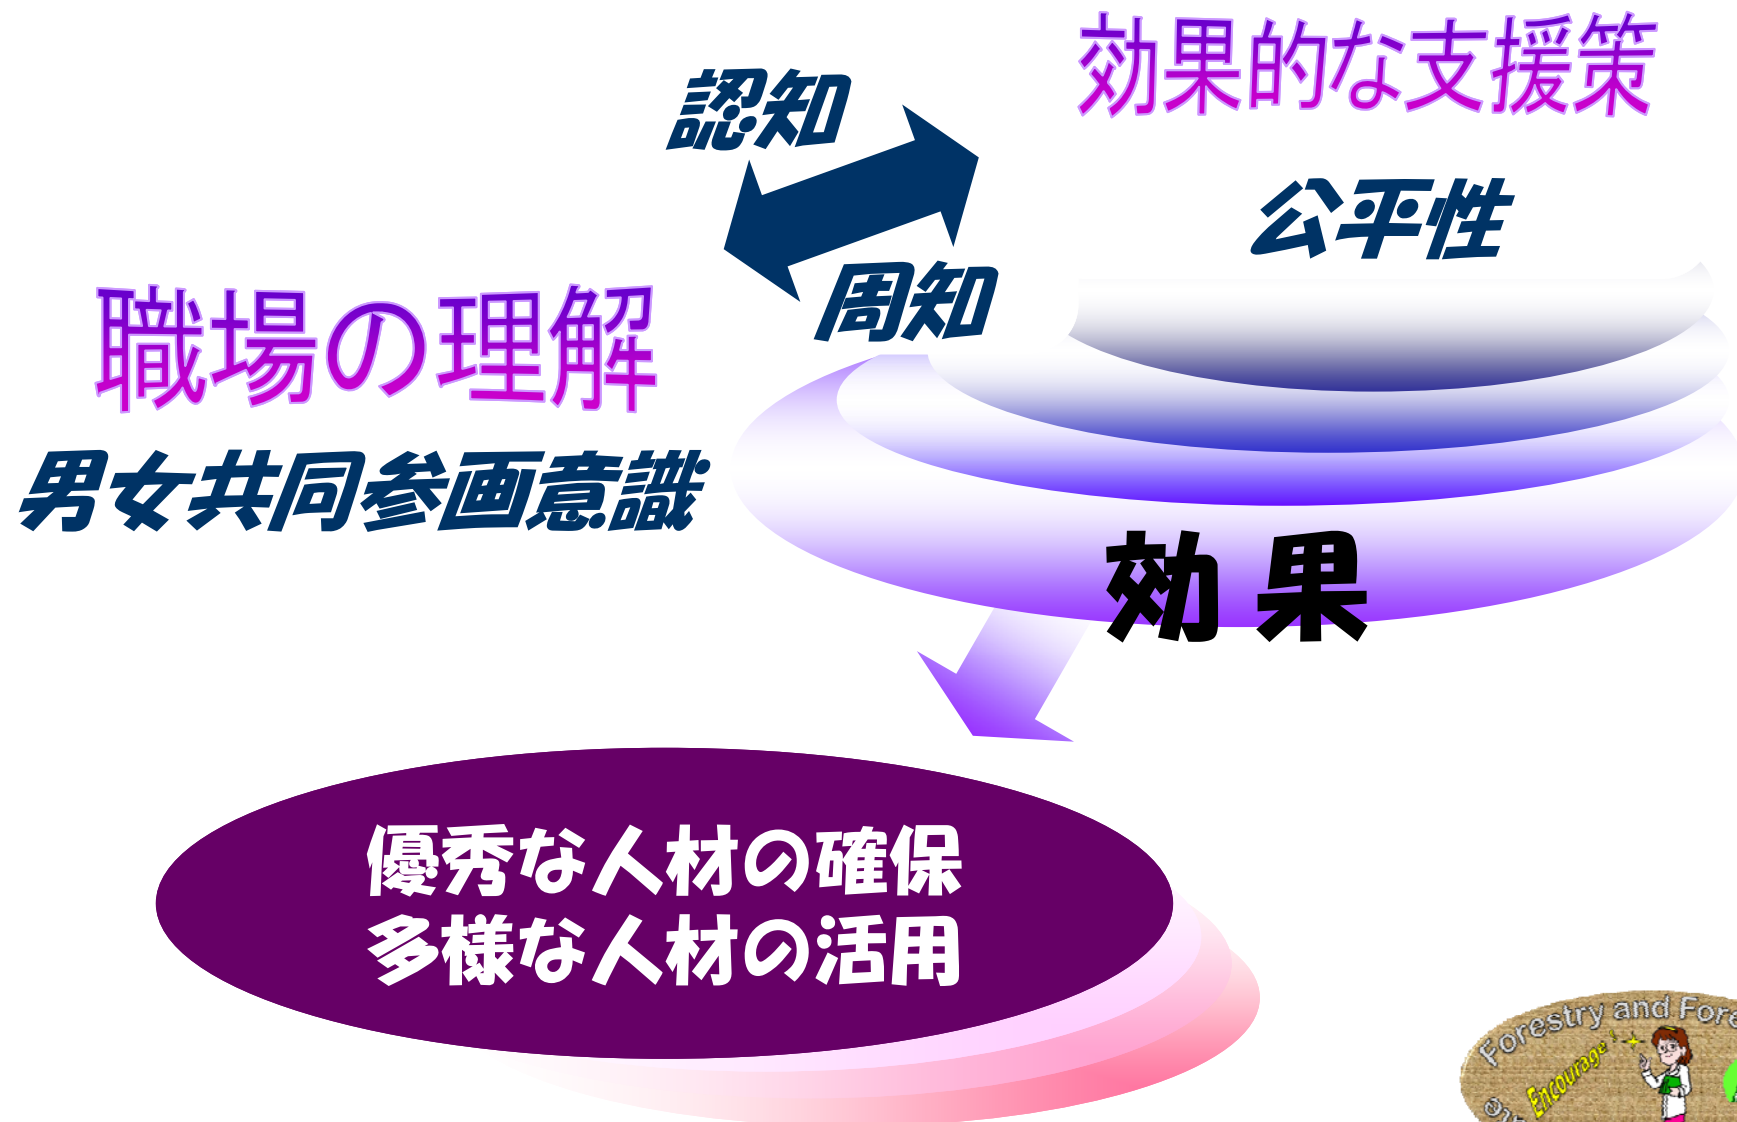 効果的な支援策
認知
公平性
周知
職場の理解
男女共同参画意識
効果
優秀な人材の確保
多様な人材の活用
Forestry and
Encourage!